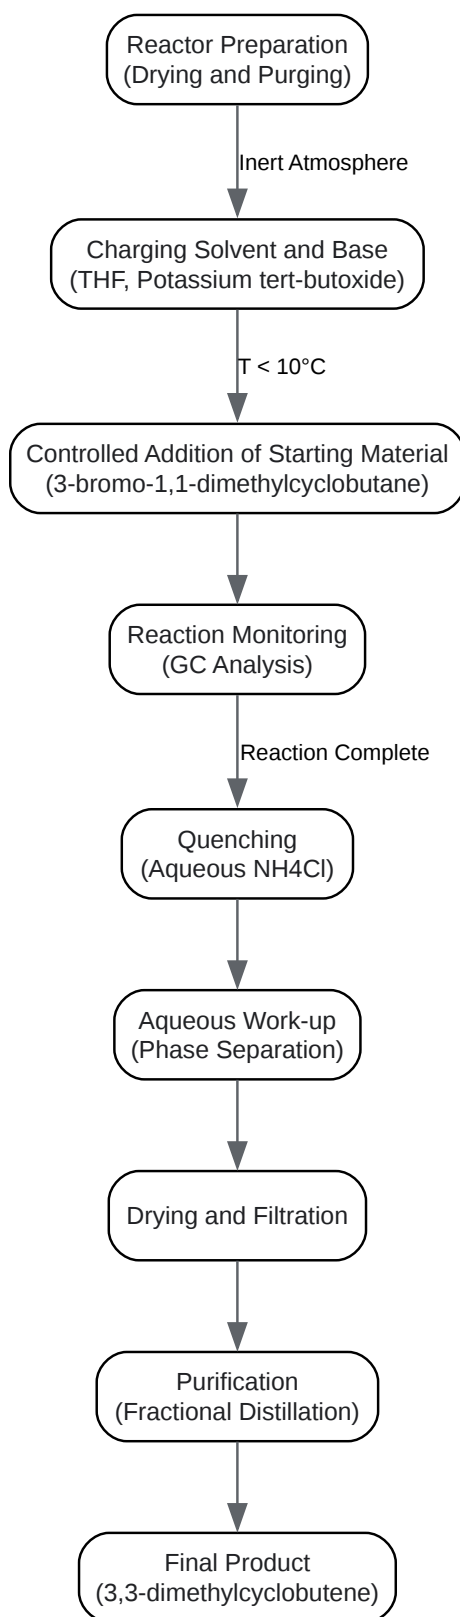 Reactor Preparation
(Drying and Purging)
Inert Atmosphere
Charging Solvent and Base
(THF, Potassium tert-butoxide)
T < 10°C
Controlled Addition of Starting Material
(3-bromo-1,1-dimethylcyclobutane)
Reaction Monitoring
(GC Analysis)
Reaction Complete
Quenching
(Aqueous NH4Cl)
Aqueous Work-up
(Phase Separation)
Drying and Filtration
Purification
(Fractional Distillation)
Final Product
(3,3-dimethylcyclobutene)